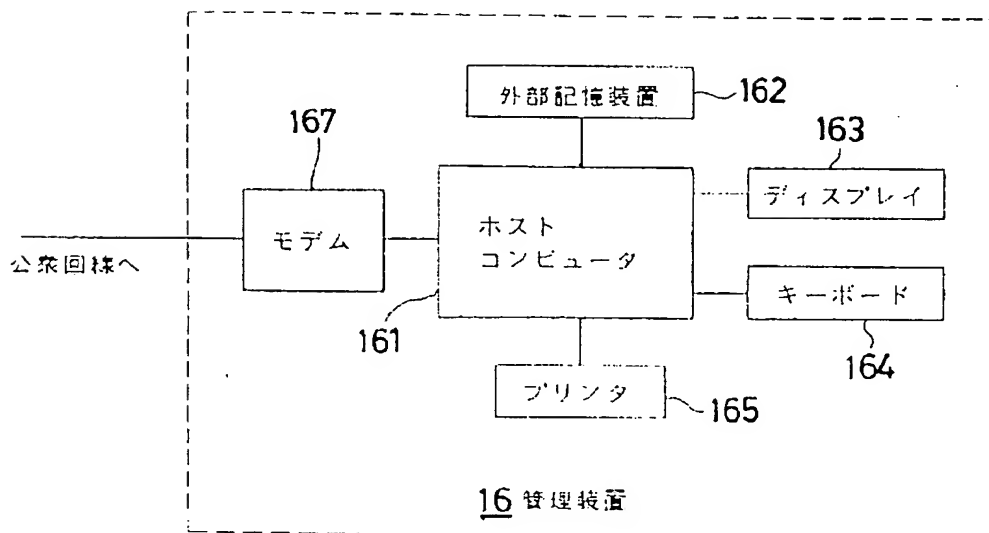 外部記憶装置
162
167
163
ディスプレイ
モデム
ホスト
コンピュータ
公衆回線へ
キーボード
161
164
プリンタ
165
16 管理装置